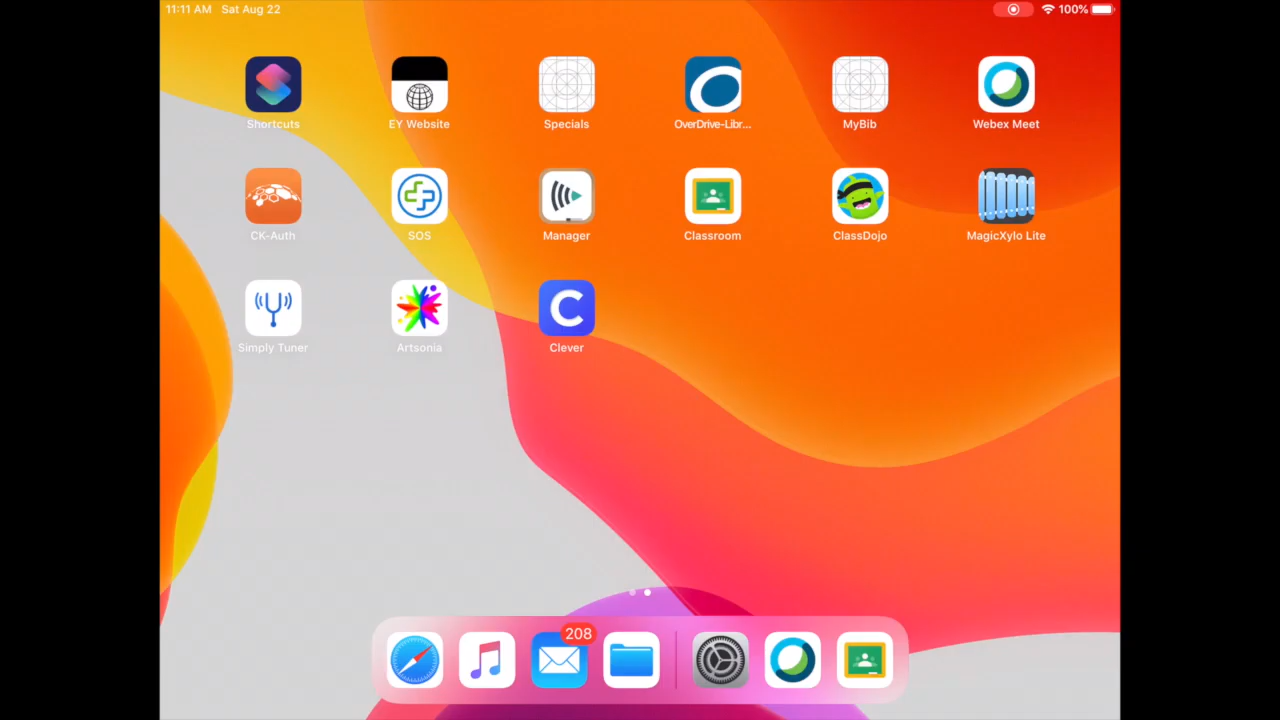 11:11 AM Sat Aug 22
100%
Shortcuts
EY Website
Specials
OverDrive-Libr...
MyBib
Webex Meet
CK-Auth
SOS
Manager
Classroom
ClassDojo
MagicXylo Lite
Simply Tuner
Artsonia
C
Clever
208